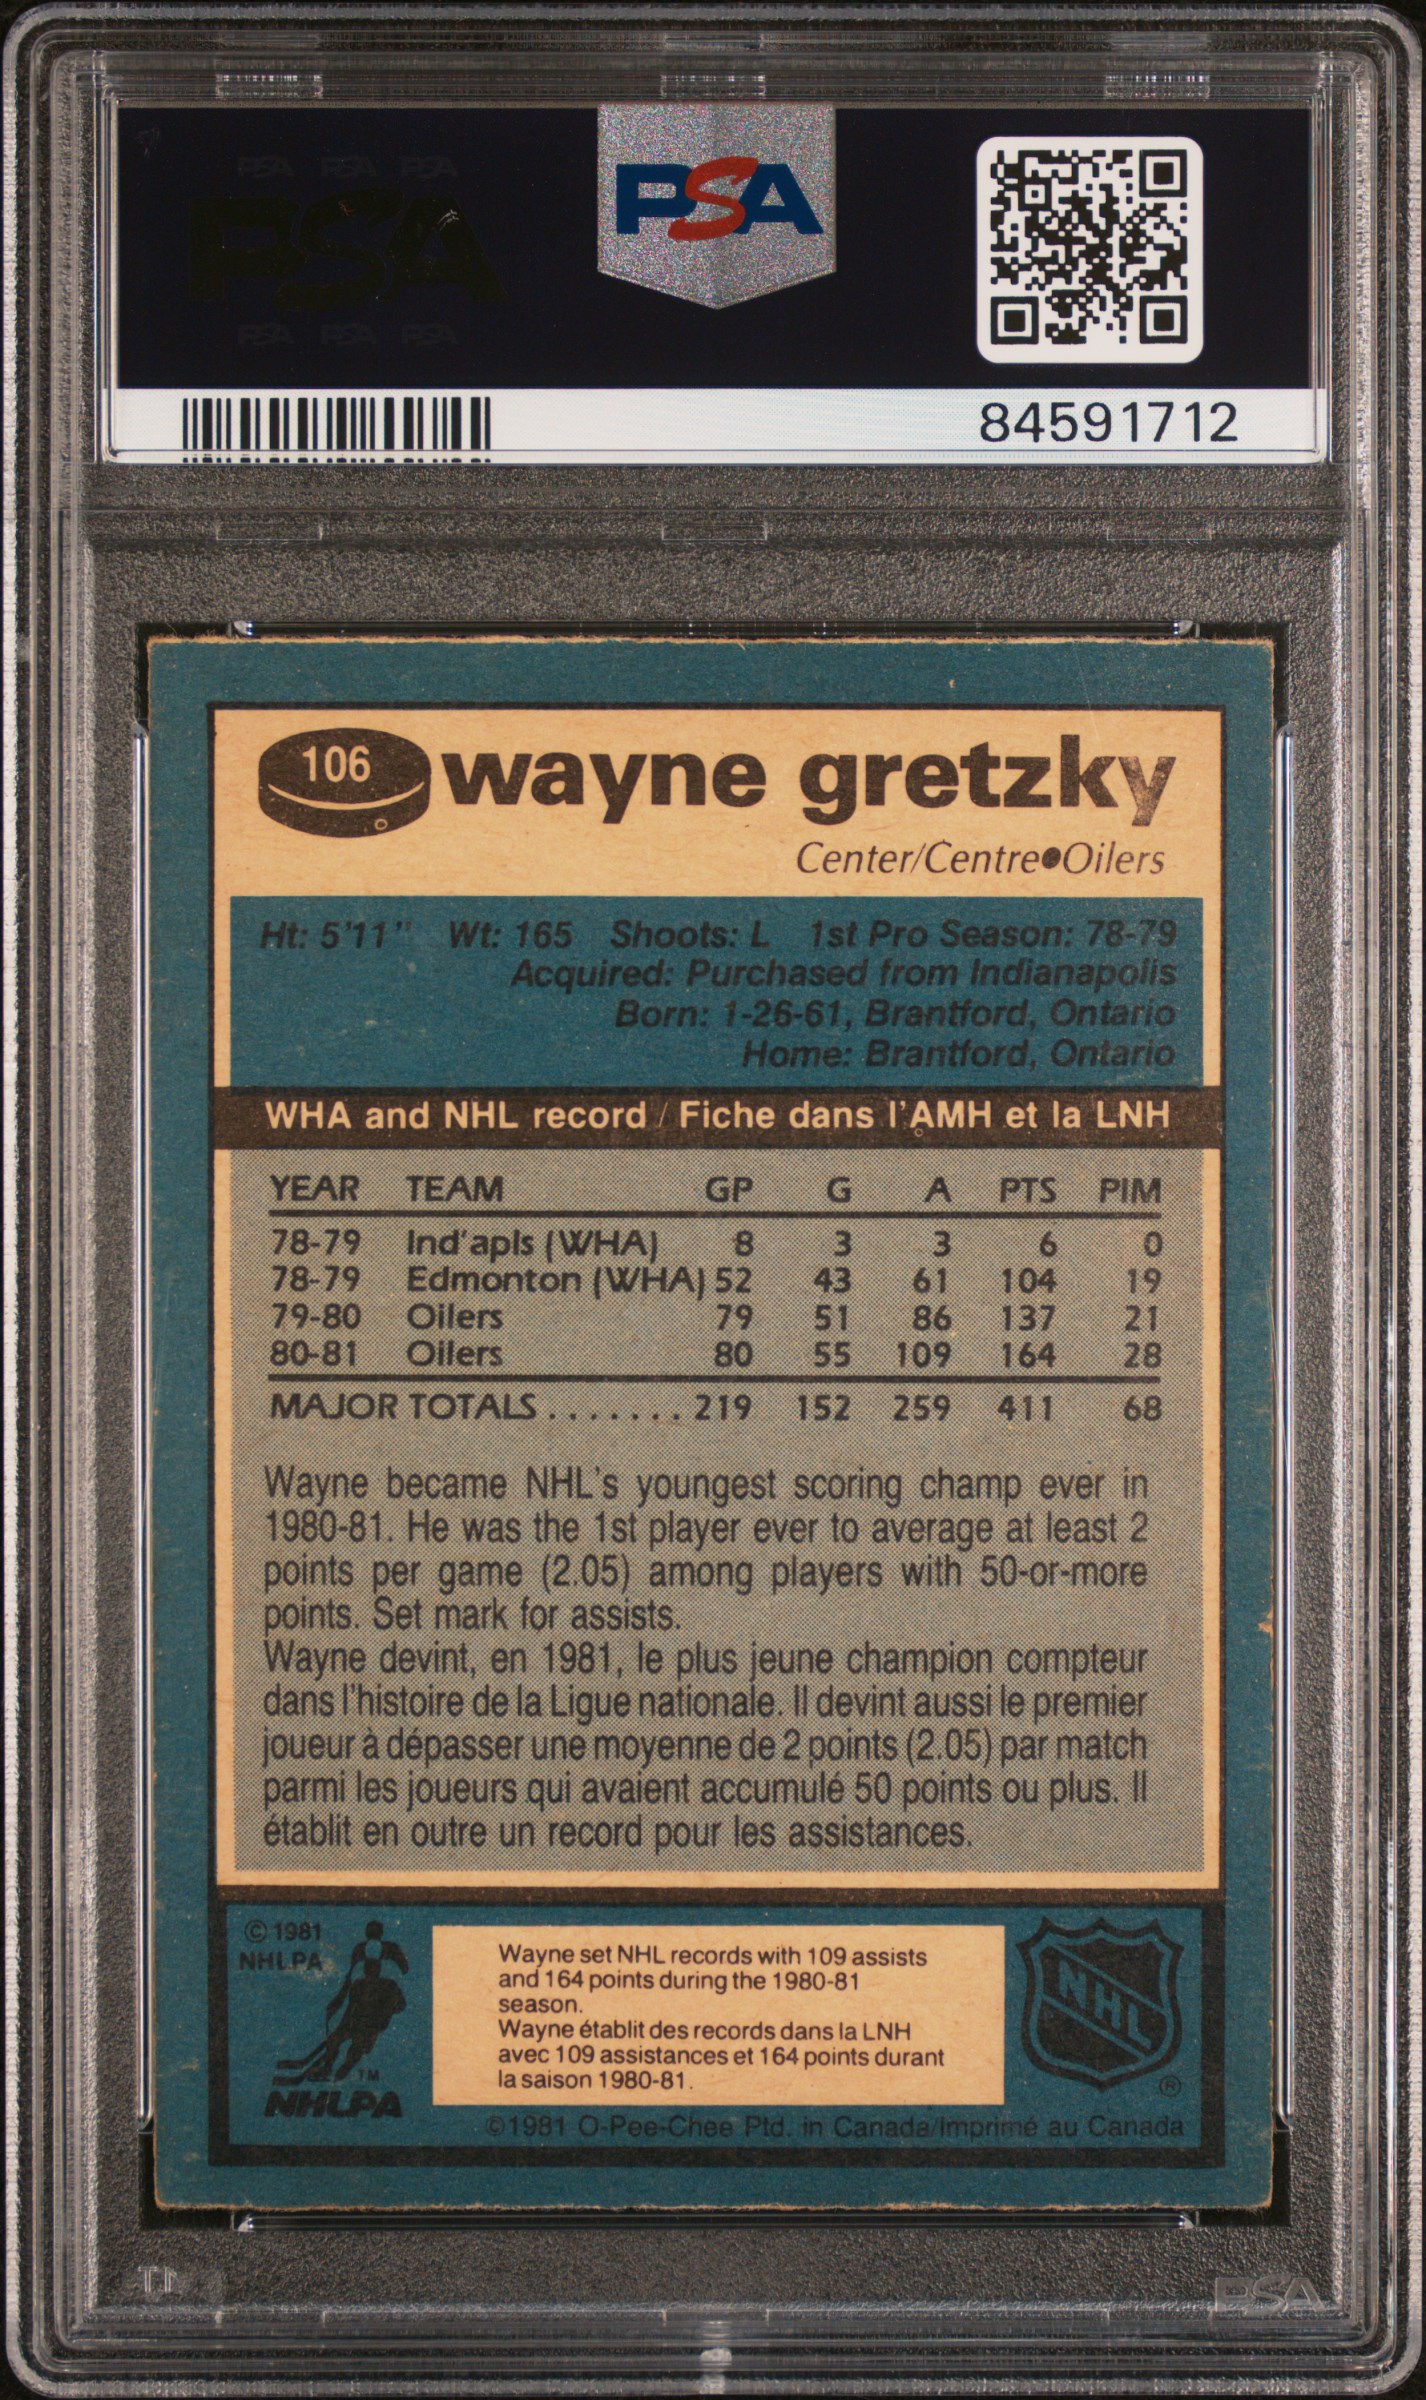 PSA PSA PSA
PSA
PSA PSA PSA
PSA
84591712
106
wayne gretzky
Center/Centre●Oilers
Ht: 5'11" Wt: 165 Shoots: L 1st Pro Season: 78-79
Acquired: Purchased from Indianapolis
Born: 1-26-61, Brantford, Ontario
Home: Brantford, Ontario
WHA and NHL record / Fiche dans l'AMH et la LNH
YEAR TEAM GP G A PTS PIM
78-79 Ind'apls (WHA) 8 3 3 6 0
78-79 Edmonton (WHA) 52 43 61 104 19
79-80 Oilers 79 51 86 137 21
80-81 Oilers 80 55 109 164 28
MAJOR TOTALS . . . . . . . 219 152 259 411 68
Wayne became NHL's youngest scoring champ ever in
1980-81. He was the 1st player ever to average at least 2
points per game (2.05) among players with 50-or-more
points. Set mark for assists.
Wayne devint, en 1981, le plus jeune champion compteur
dans l'histoire de la Ligue nationale. Il devint aussi le premier
joueur à dépasser une moyenne de 2 points (2.05) par match
parmi les joueurs qui avaient accumulé 50 points ou plus. Il
établit en outre un record pour les assistances.
© 1981
NHLPA
TM
NHLPA
Wayne set NHL records with 109 assists
and 164 points during the 1980-81
season.
Wayne établit des records dans la LNH
avec 109 assistances et 164 points durant
la saison 1980-81.
NHL
®
©1981 O-Pee-Chee Ptd. in Canada/Imprimé au Canada
PSA